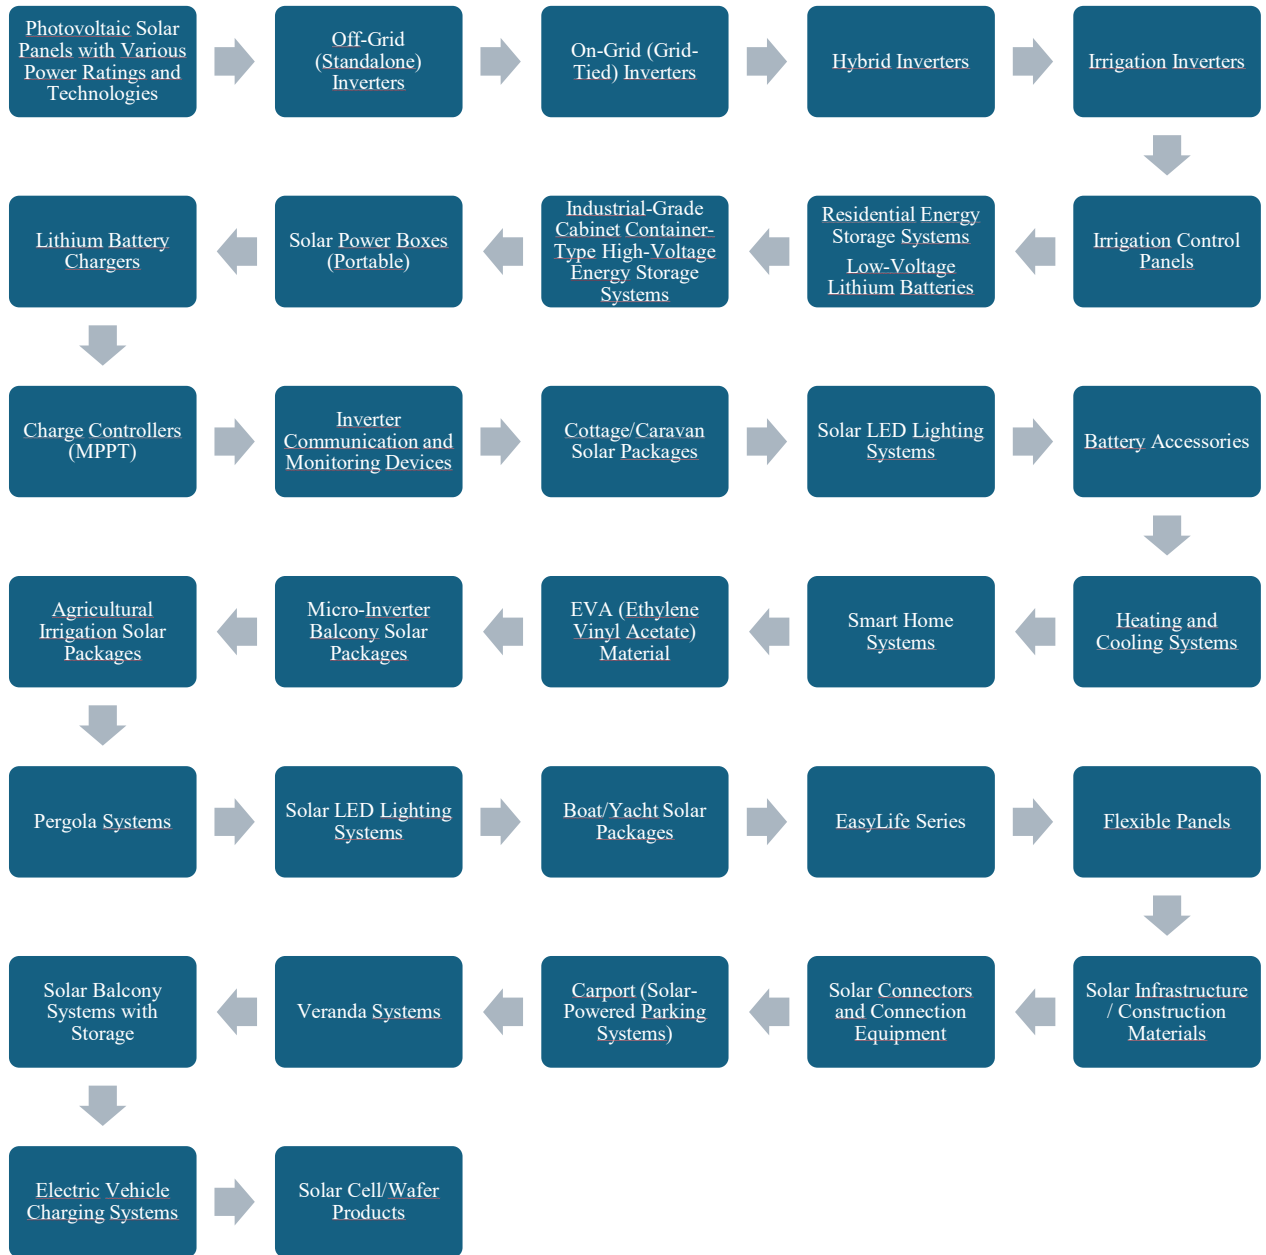 Photovoltaic Solar
Panels with Various
Power Ratings and
Technologies
Off-Grid
(Standalone)
Inverters
On-Grid (Grid-
Tied) Inverters
Hybrid Inverters
Irrigation Inverters
Irrigation Control
Panels
Residential Energy
Storage Systems
Low-Voltage
Lithium Batteries
Industrial-Grade
Cabinet Container-
Type High-Voltage
Energy Storage
Systems
Solar Power Boxes
(Portable)
Lithium Battery
Chargers
Charge Controllers
(MPPT)
Inverter
Communication and
Monitoring Devices
Cottage/Caravan
Solar Packages
Solar LED Lighting
Systems
Battery Accessories
Heating and
Cooling Systems
Smart Home
Systems
EVA (Ethylene
Vinyl Acetate)
Material
Micro-Inverter
Balcony Solar
Packages
Agricultural
Irrigation Solar
Packages
Pergola Systems
Solar LED Lighting
Systems
Boat/Yacht Solar
Packages
EasyLife Series
Flexible Panels
Solar Infrastructure
/ Construction
Materials
Solar Connectors
and Connection
Equipment
Carport (Solar-
Powered Parking
Systems)
Veranda Systems
Solar Balcony
Systems with
Storage
Electric Vehicle
Charging Systems
Solar Cell/Wafer
Products